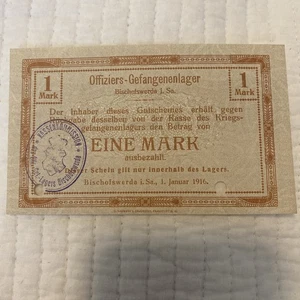 1
Mark
Offiziers-Gefangenenlager
Bischofswerda i. Sa.
1
Mark
Der Inhaber dieses Gutscheines erhält gegen
gabe desselben von der Kasse des Kriegs-
gefangenenlagers den Betrag von
EINE MARK
ausbezahlt.
er Schein gilt nur innerhalb des Lagers.
Bischofswerda i. Sa., 1. Januar 1916.